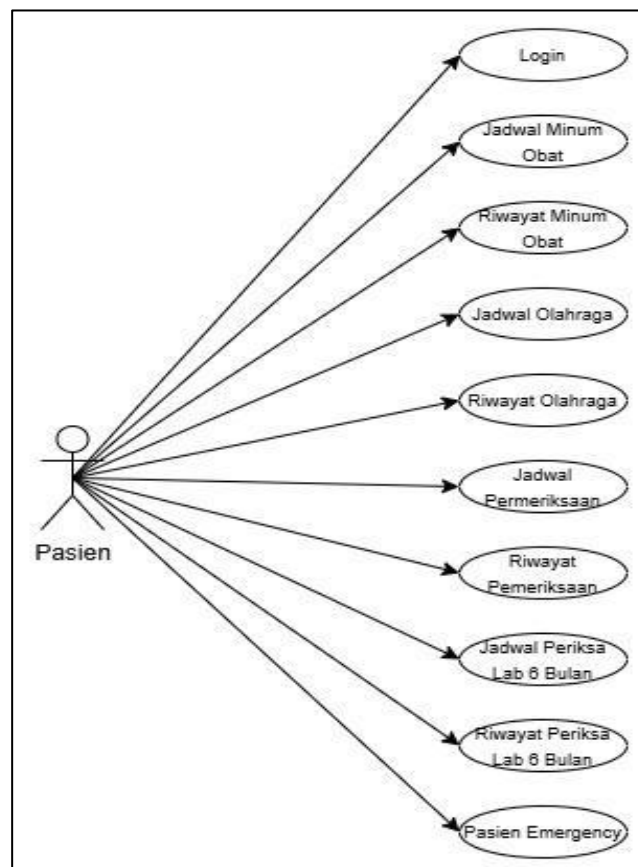 Login
Jadwal Minum
Obat
Riwayat Minum
Obat
Jadwal Olahraga
Riwayat Olahraga
Jadwal
Permeriksaan
Riwayat
Pemeriksaan
Jadwal Periksa
Lab 6 Bulan
Riwayat Periksa
Lab 6 Bulan
Pasien Emergency
Pasien